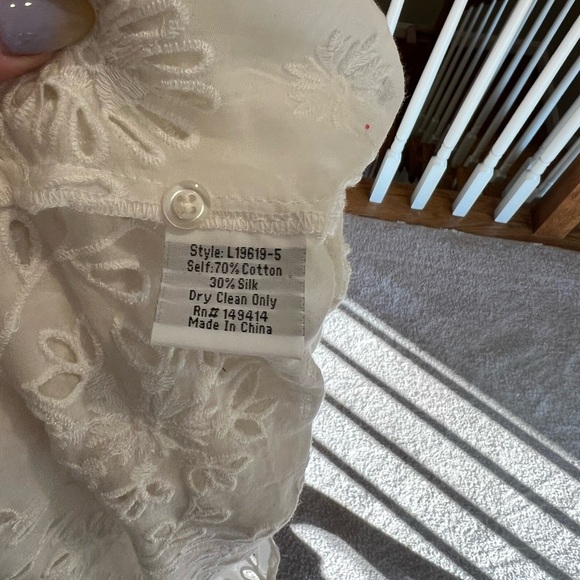 Style: L19619-5
Self:70% Cotton
30% Silk
Dry Clean Only
Rn# 149414
Made In China